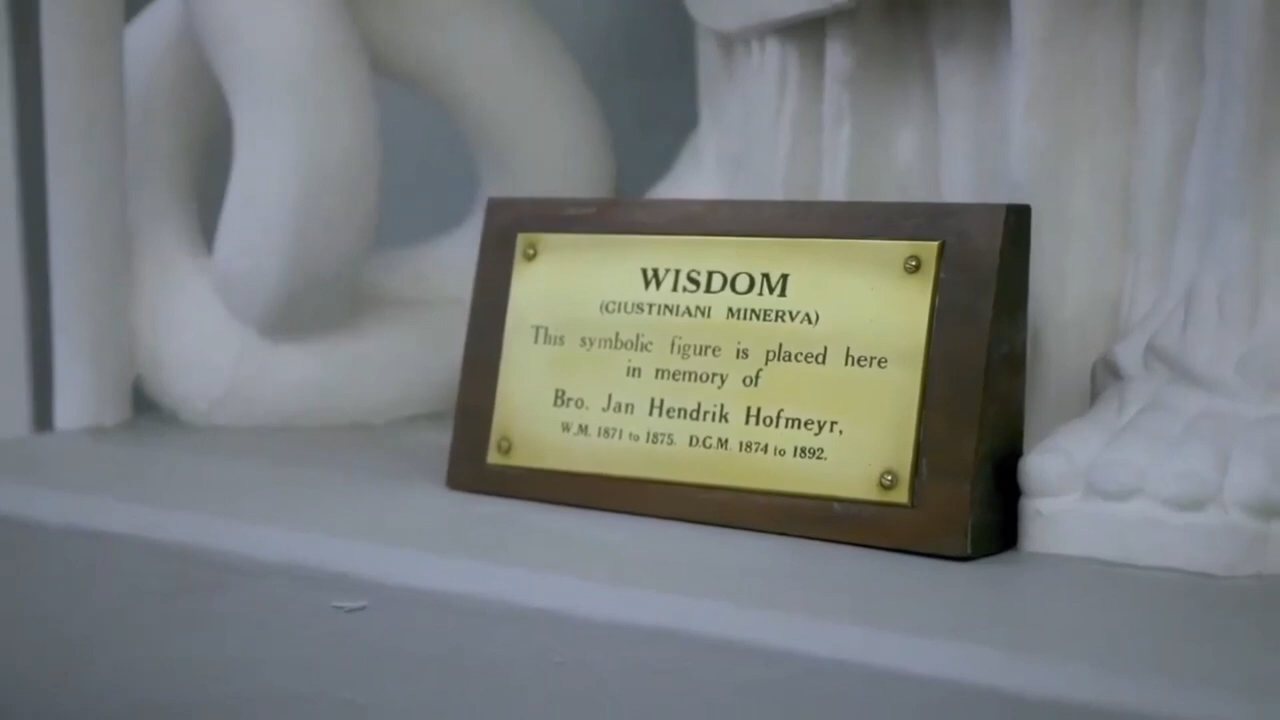 WISDOM
(GIUSTINIANI MINERVA)
This symbolic figure is placed here
in memory of
Bro. Jan Hendrik Hofmeyr,
W.M. 1871 to 1875. D.G.M. 1874 to 1892.